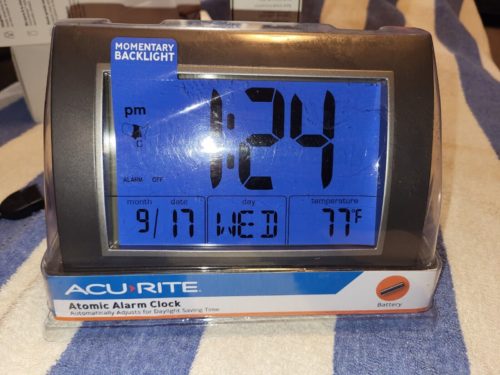 MOMENTARY
BACKLIGHT
pm
1:24
C
ALARM OFF
month date day temperature
9/17 WED 77°F
ACU›RITE
Atomic Alarm Clock
Automatically Adjusts for Daylight Saving Time
Battery